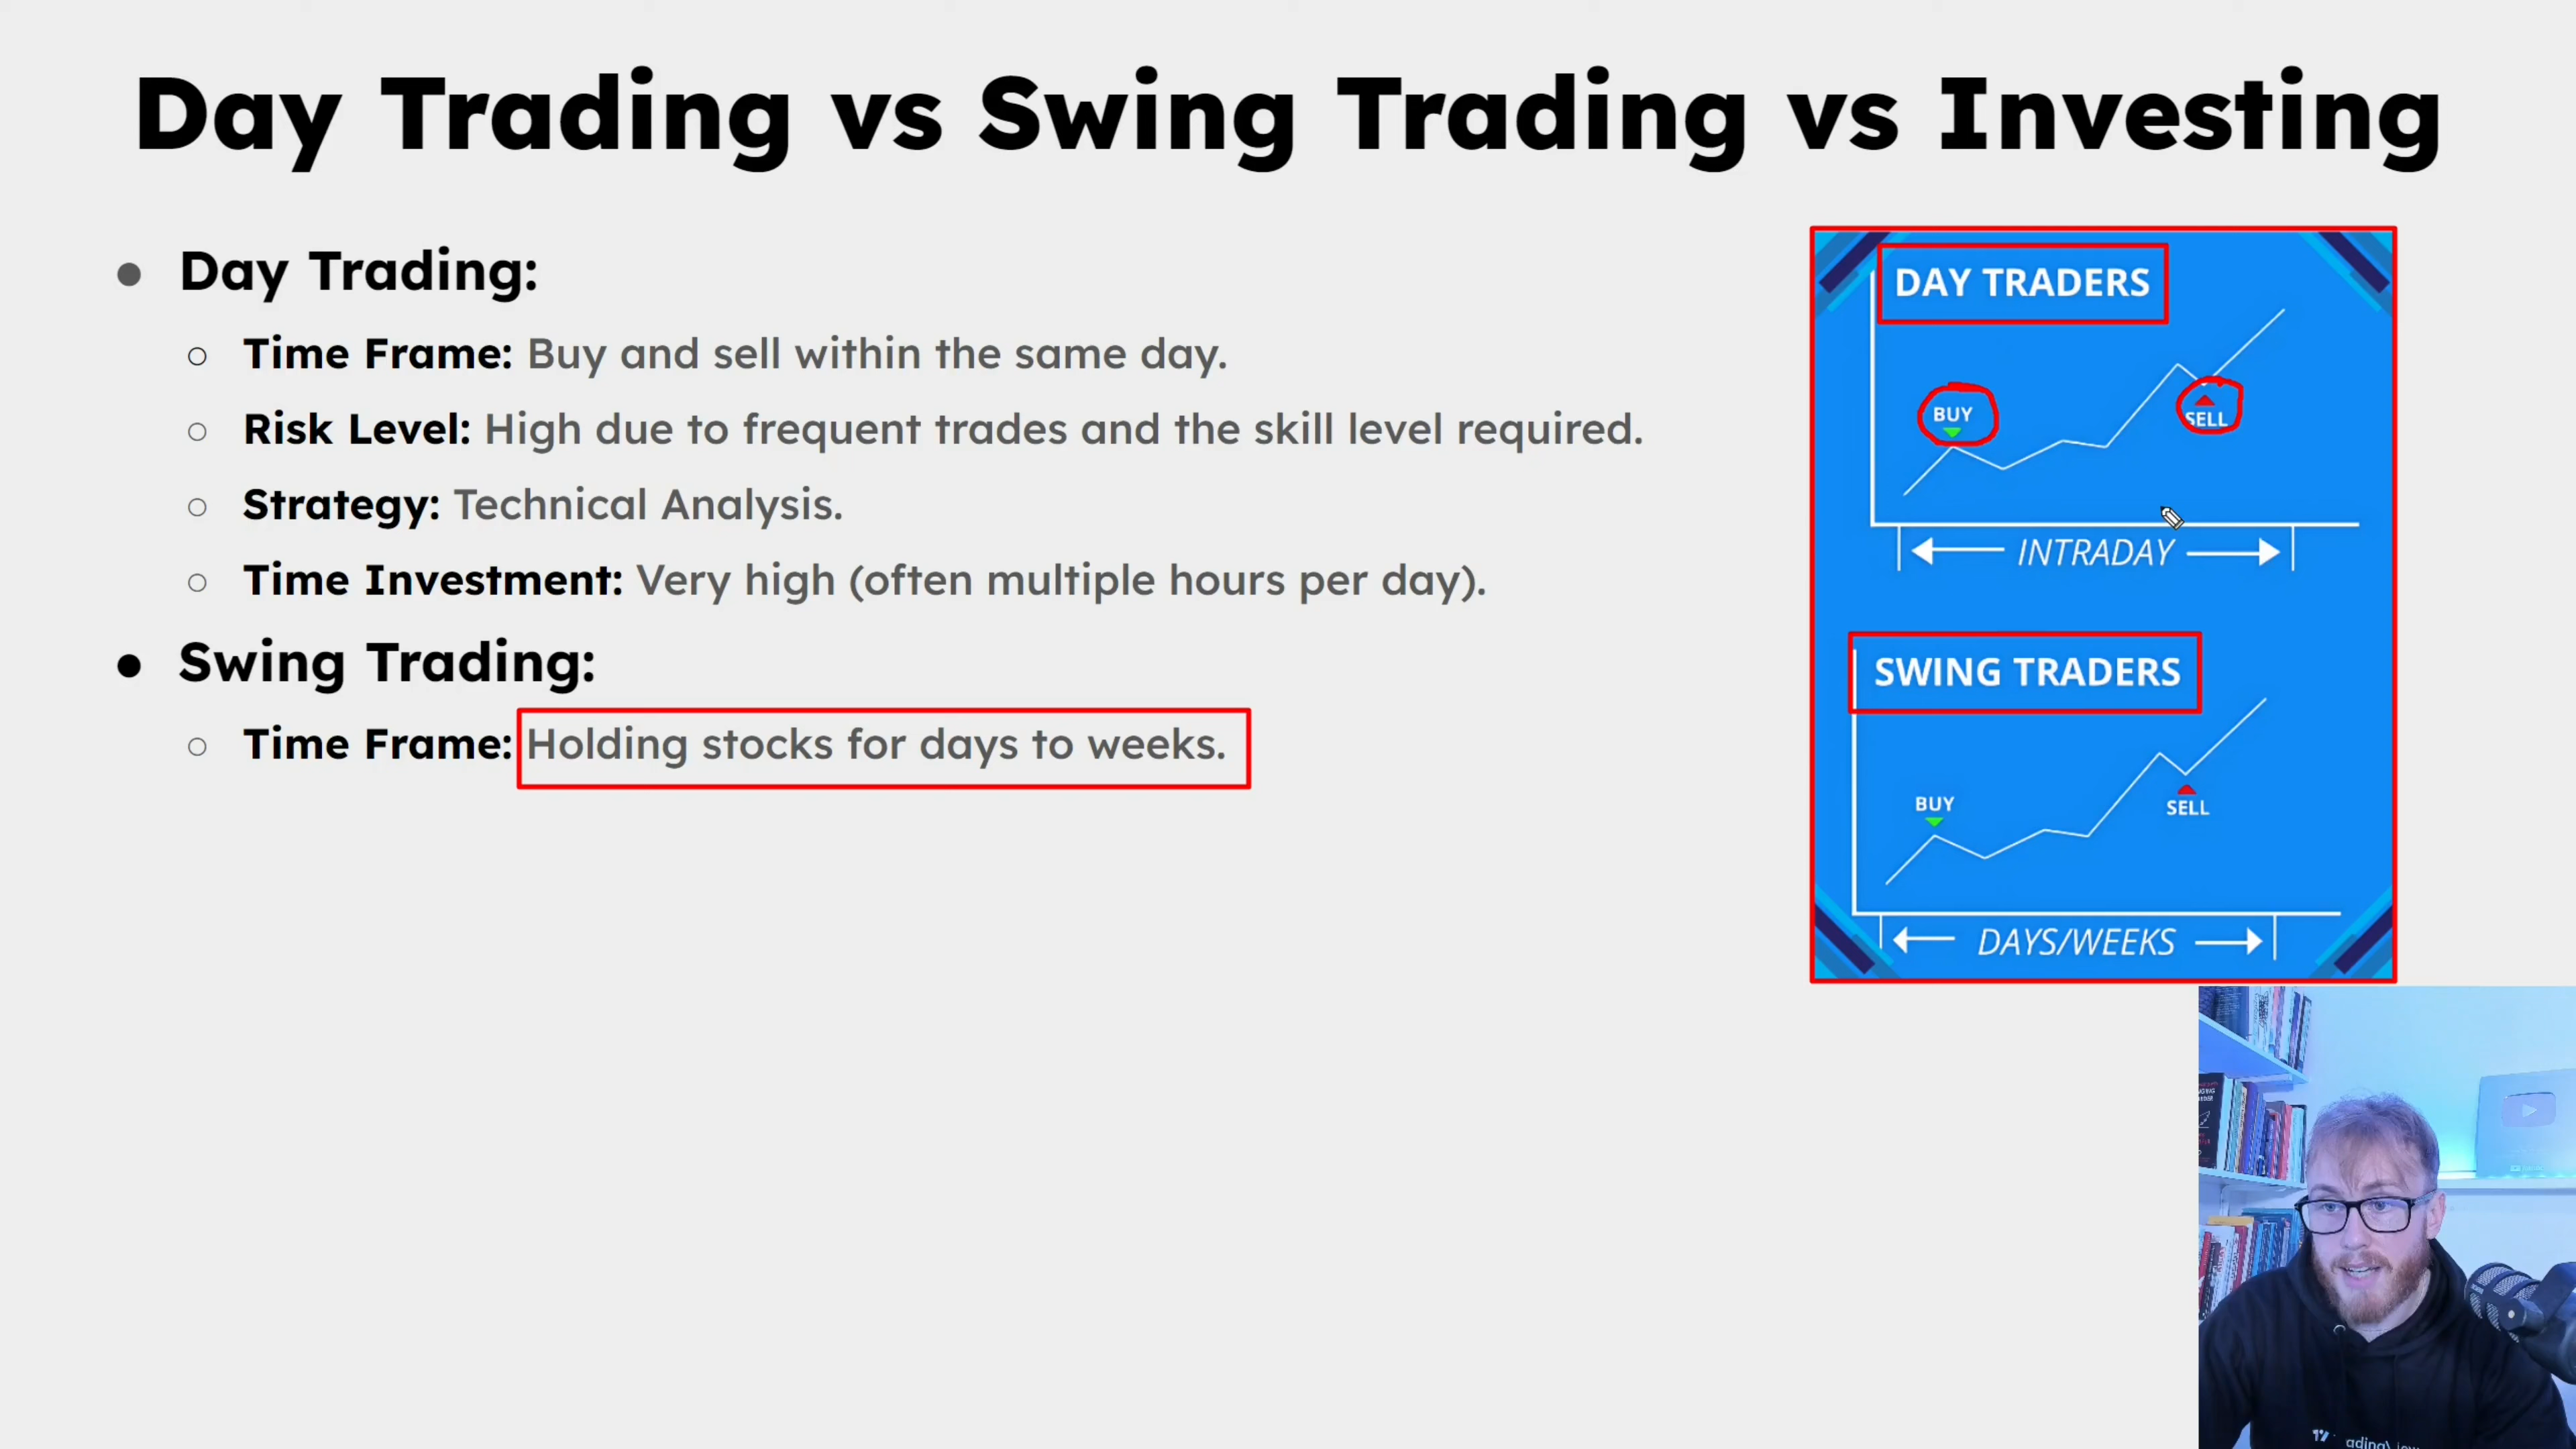 Day Trading vs Swing Trading vs Investing
Day Trading:
Time Frame: Buy and sell within the same day.
Risk Level: High due to frequent trades and the skill level required.
Strategy: Technical Analysis.
Time Investment: Very high (often multiple hours per day).
Swing Trading:
Time Frame: Holding stocks for days to weeks.
DAY TRADERS
BUY
SELL
INTRADAY
SWING TRADERS
BUY
SELL
DAYS/WEEKS